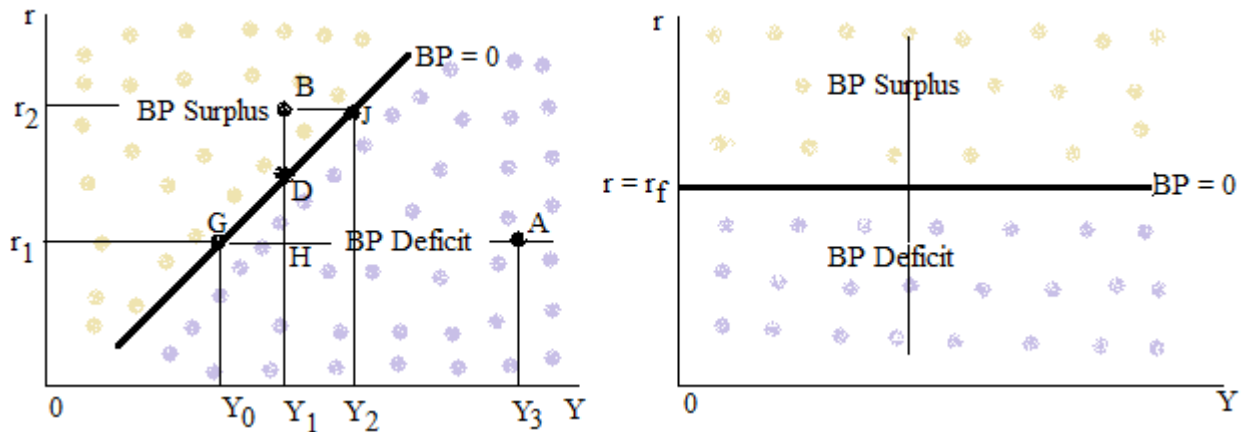 r
BP = 0
r2
B
BP Surplus
J
D
G
r1
BP Deficit
A
H
0
Y0
Y1
Y2
Y3
Y
r
BP Surplus
r = rf
BP = 0
BP Deficit
0
Y